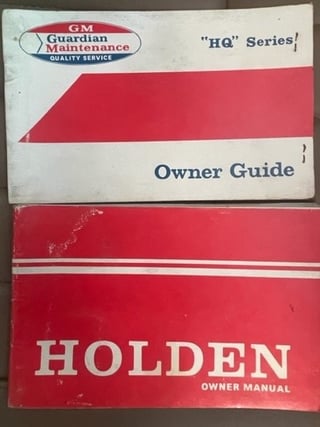 GM
Guardian
Maintenance
QUALITY SERVICE
"HQ" Series
Owner Guide
HOLDEN
OWNER MANUAL